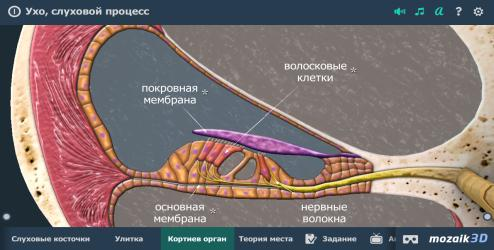 Ухо, слуховой процесс
волосковые
клетки *
покровная *
мембрана
основная
мембрана *
нервные
волокна
Слуховые косточки
Улитка
Кортиев орган
Теория места
Задание
mozaik3D